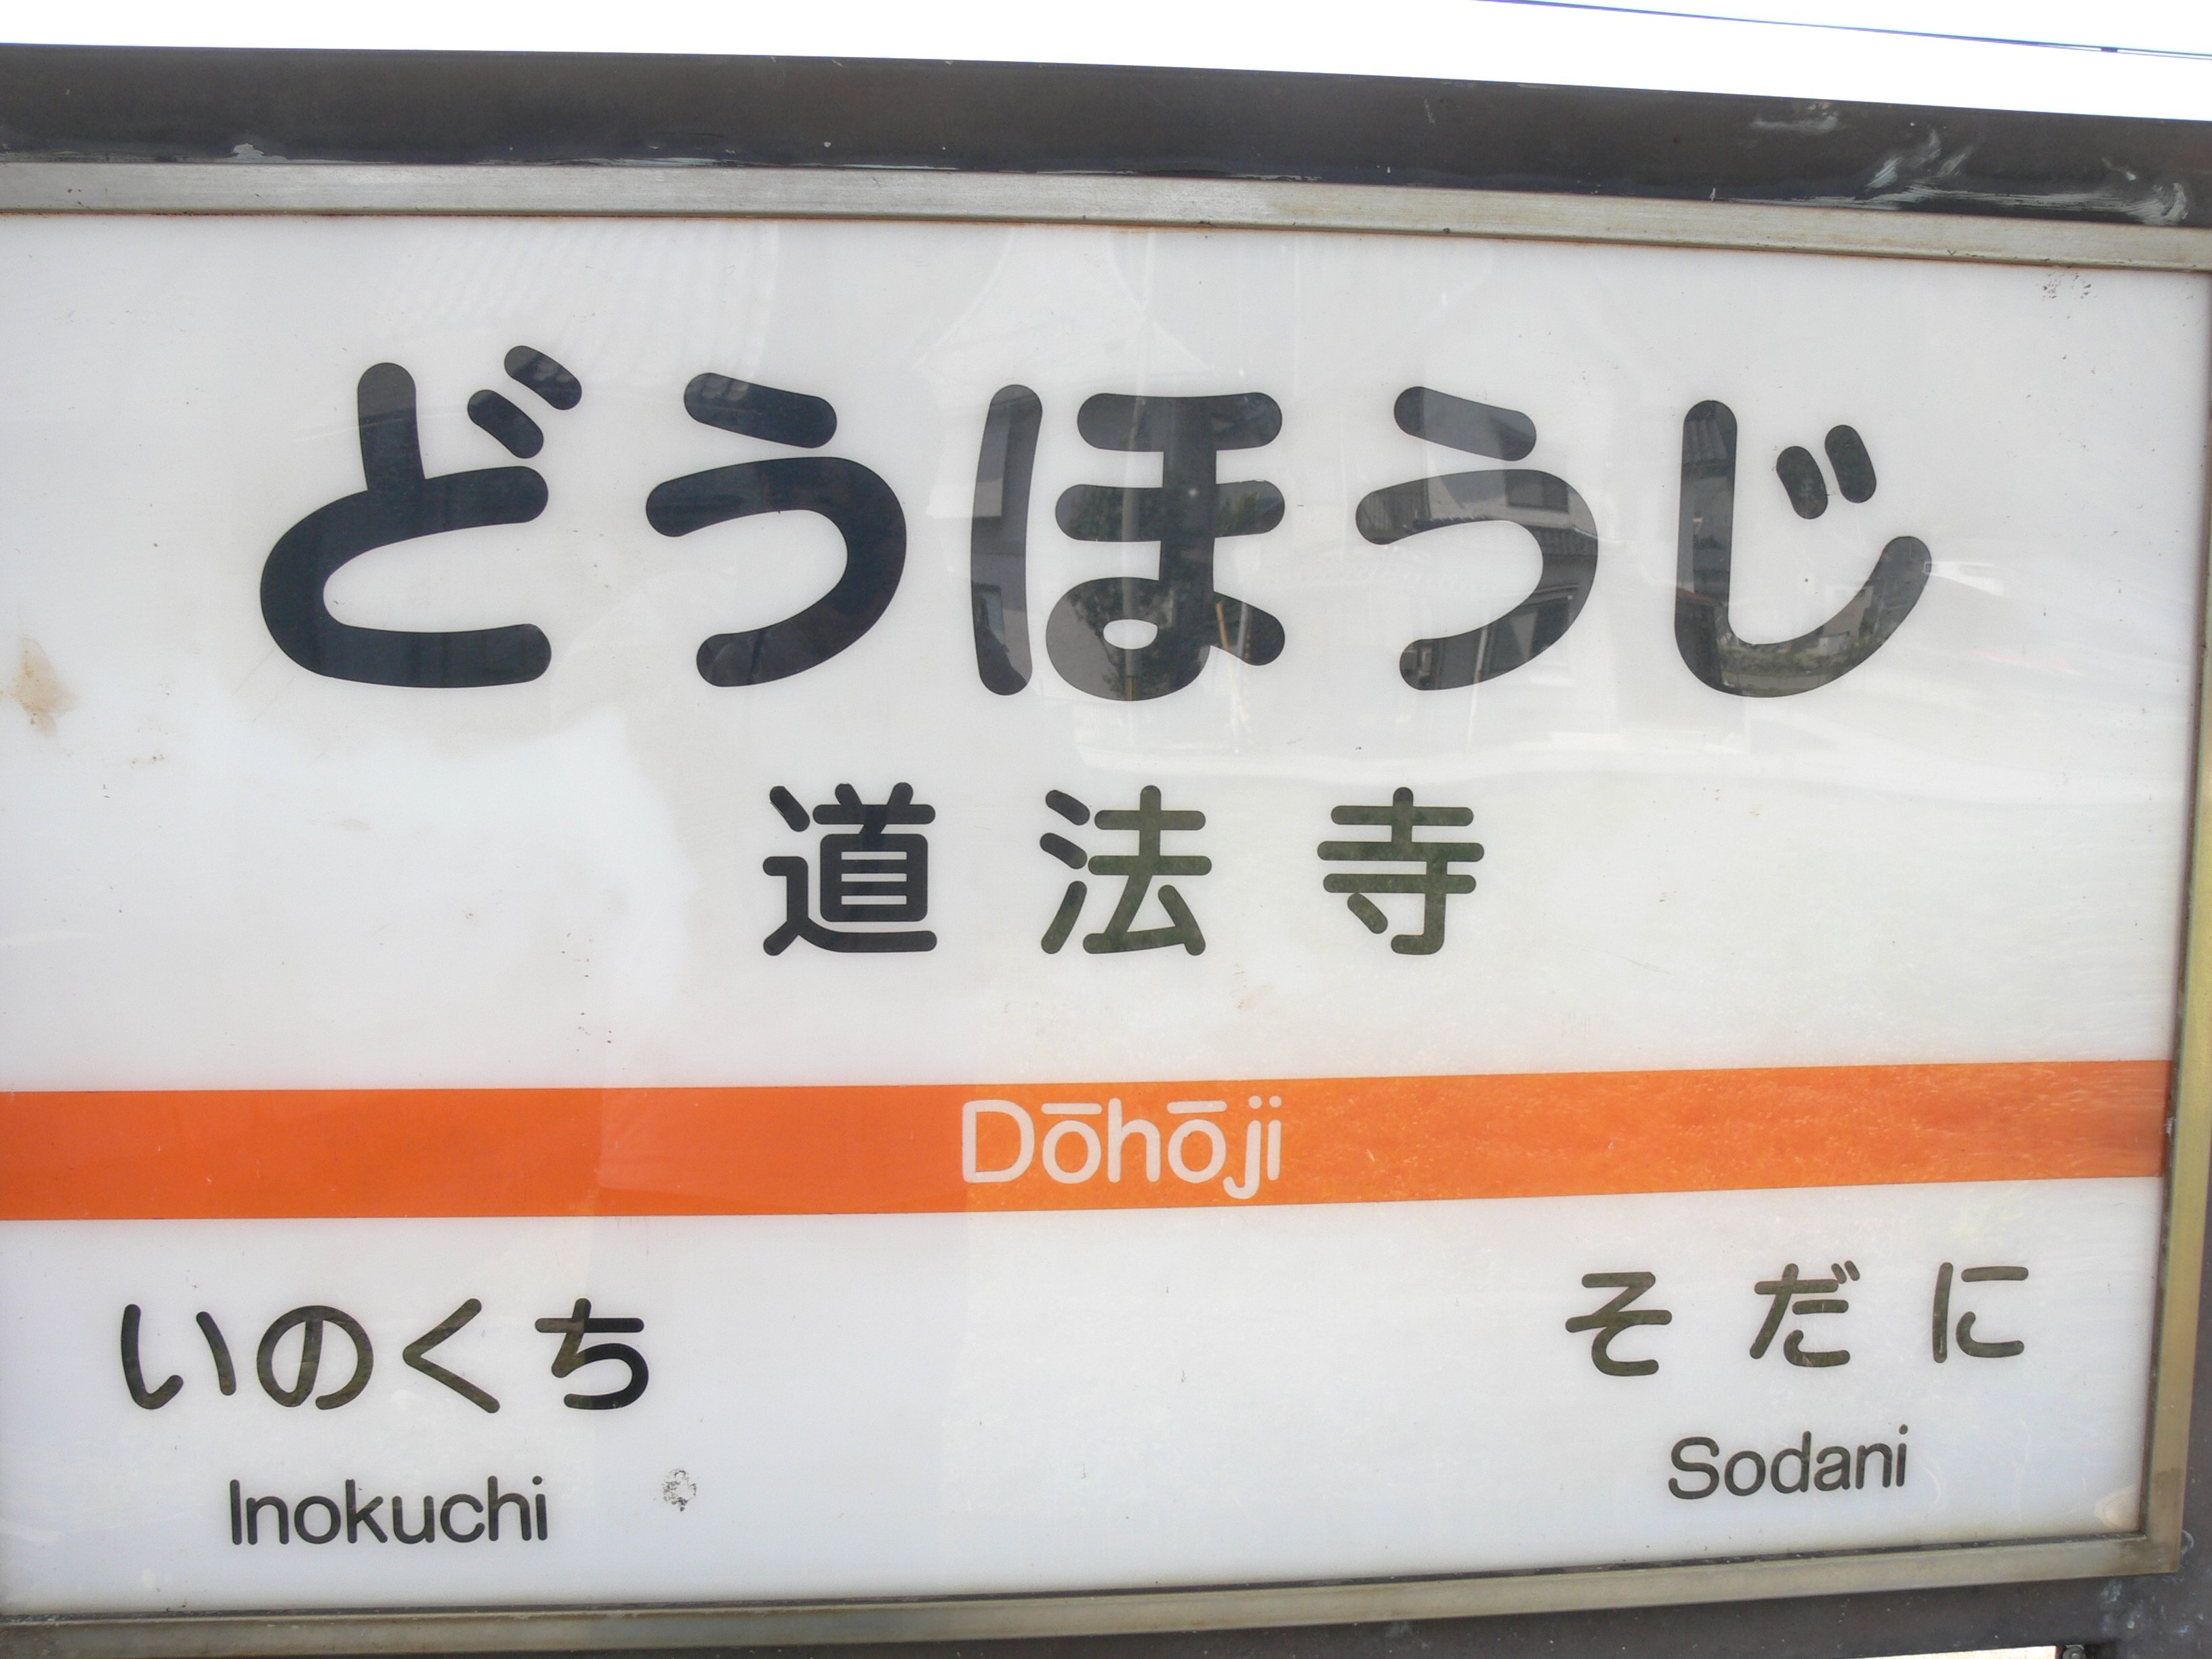 どうほうじ
道法寺
Dōhōji
いのくち そだに
Inokuchi Sodani